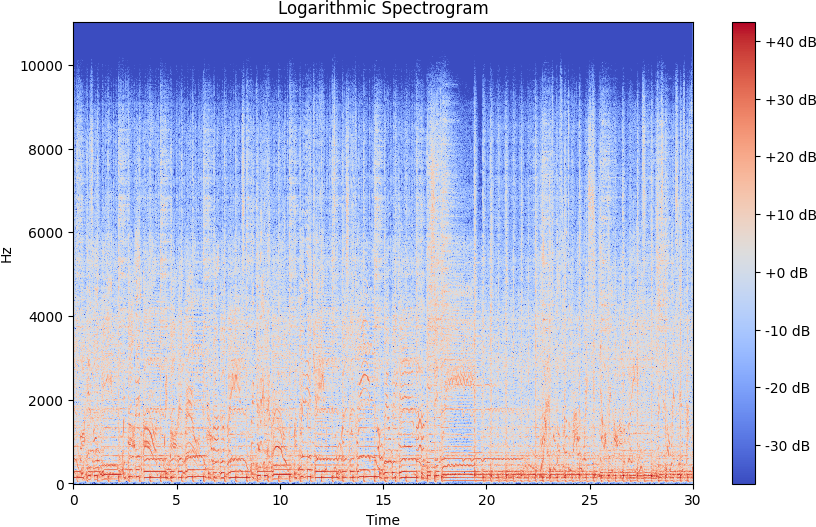 Logarithmic Spectrogram
Hz
10000
8000
6000
4000
2000
0
0 5 10 15 20 25 30
Time
+40 dB
+30 dB
+20 dB
+10 dB
+0 dB
-10 dB
-20 dB
-30 dB